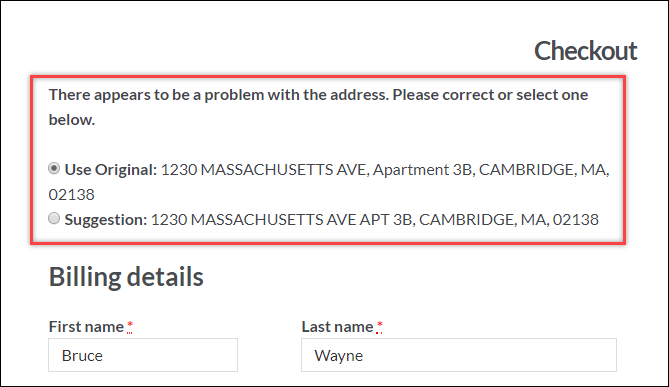 Checkout
There appears to be a problem with the address. Please correct or select one
below.
Use Original: 1230 MASSACHUSETTS AVE, Apartment 3B, CAMBRIDGE, MA,
02138
Suggestion: 1230 MASSACHUSETTS AVE APT 3B, CAMBRIDGE, MA, 02138
Billing details
First name * Last name *
Bruce Wayne